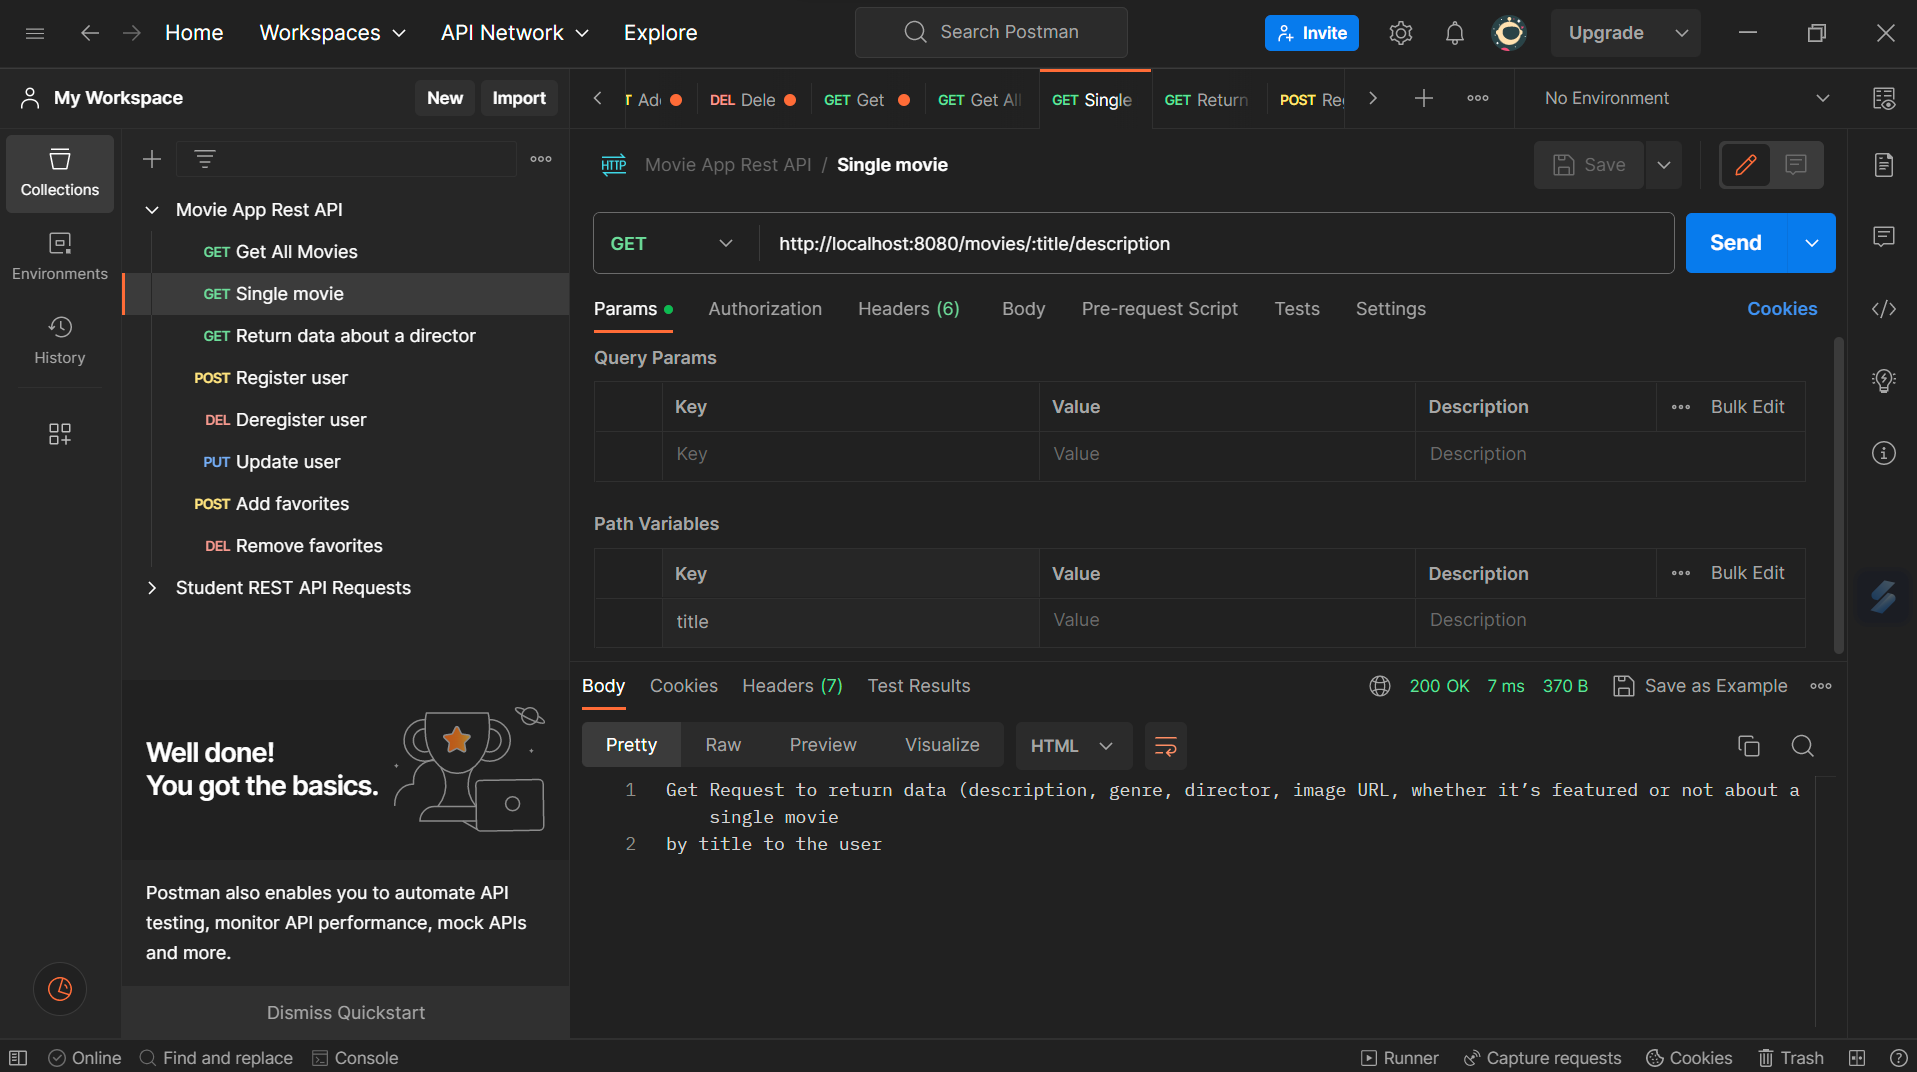 Home
Workspaces
API Network
Explore
Search Postman
Invite
Upgrade
My Workspace
New
Import
DEL Dele
GET Get
GET Get All
GET Single
GET Return
POST
No Environment
Collections
Environments
History
Movie App Rest API
GET Get All Movies
GET Single movie
GET Return data about a director
POST Register user
DEL Deregister user
PUT Update user
POST Add favorites
DEL Remove favorites
Student REST API Requests
Well done!
You got the basics.
Postman also enables you to automate API
testing, monitor API performance, mock APIs
and more.
Dismiss Quickstart
HTTP
Movie App Rest API / Single movie
Save
GET
http://localhost:8080/movies/:title/description
Send
Params
Authorization
Headers (6)
Body
Pre-request Script
Tests
Settings
Cookies
Query Params
Key Value Description Bulk Edit
Key Value Description
Path Variables
Key Value Description Bulk Edit
title Value Description
Body
Cookies
Headers (7)
Test Results
200 OK 7 ms 370 B
Save as Example
Pretty
Raw
Preview
Visualize
HTML
1 Get Request to return data (description, genre, director, image URL, whether it’s featured or not about a
single movie
2 by title to the user
Online
Find and replace
Console
Runner
Capture requests
Cookies
Trash